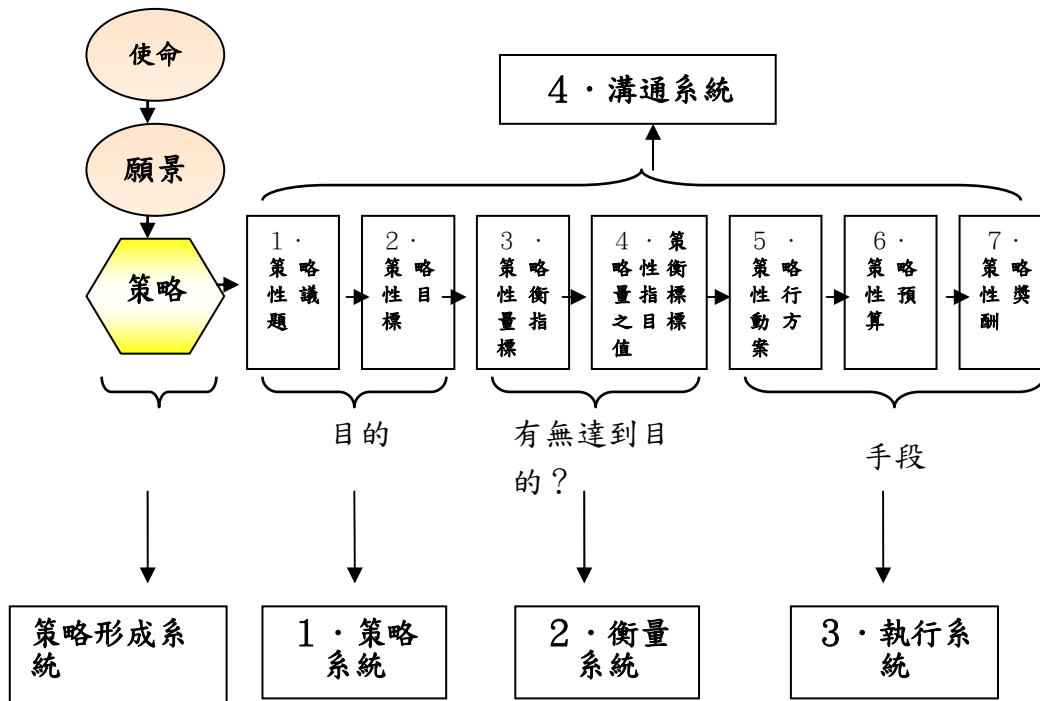 使命
願景
策略
4．溝通系統
1．
策略
性議
題
2．
策略
性目
標
3．
策略
性衡
量指
標
4．策
略性衡
量指標
之目標
值
5．
策略
性行
動方
案
6．
策略
性預
算
7．
策略
性獎
酬
目的
有無達到目
的？
手段
策略形成系
統
1．策略
系統
2．衡量
系統
3．執行系
統